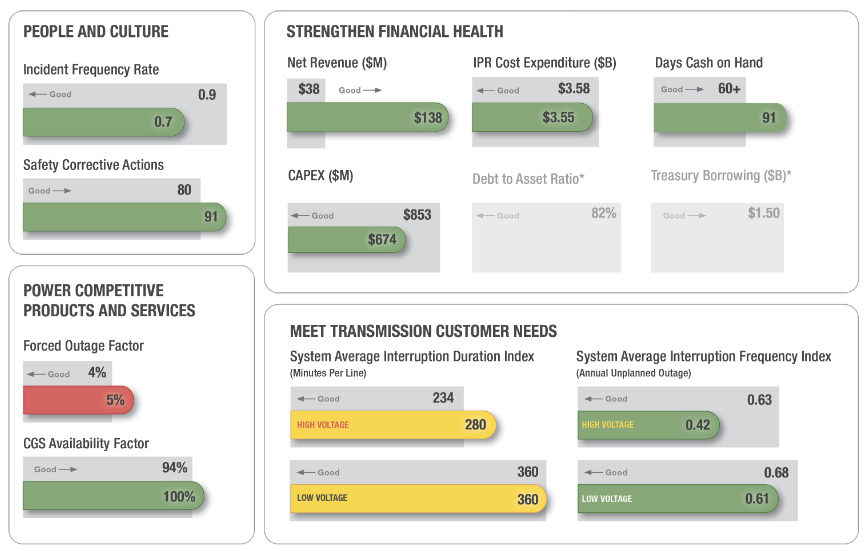 PEOPLE AND CULTURE
Incident Frequency Rate
Good 0.9
0.7
Safety Corrective Actions
Good 80
91
STRENGTHEN FINANCIAL HEALTH
Net Revenue ($M)
$38 Good
$138
IPR Cost Expenditure ($B)
Good $3.58
$3.55
Days Cash on Hand
Good 60+
91
CAPEX ($M)
Good $853
$674
Debt to Asset Ratio*
Good 82%
Treasury Borrowing ($B)*
Good $1.50
POWER COMPETITIVE
PRODUCTS AND SERVICES
Forced Outage Factor
Good 4%
5%
CGS Availability Factor
Good 94%
100%
MEET TRANSMISSION CUSTOMER NEEDS
System Average Interruption Duration Index
(Minutes Per Line)
Good 234
HIGH VOLTAGE 280
Good 360
LOW VOLTAGE 360
System Average Interruption Frequency Index
(Annual Unplanned Outage)
Good 0.63
HIGH VOLTAGE 0.42
Good 0.68
LOW VOLTAGE 0.61